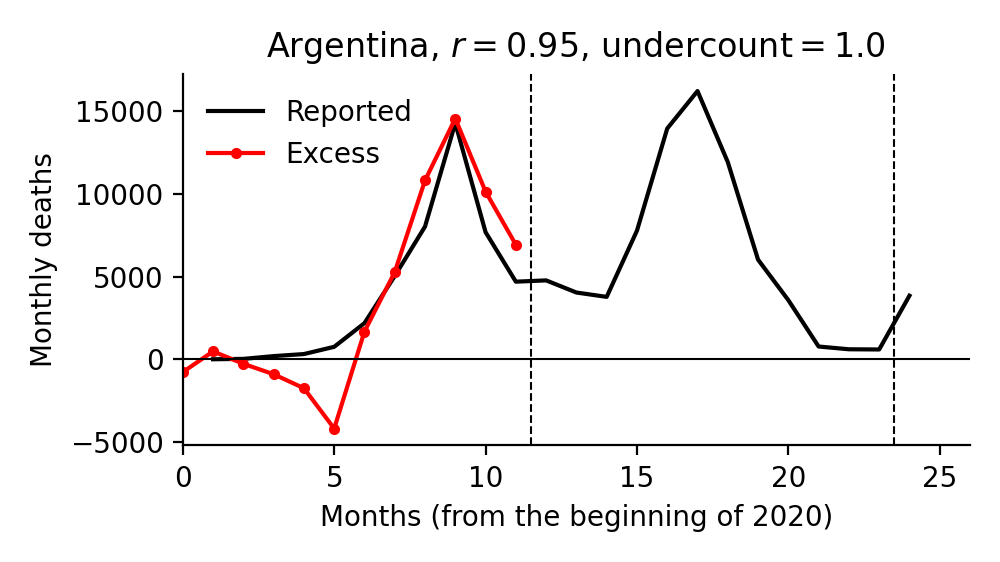 Argentina, r = 0.95, undercount = 1.0
Reported
Excess
Monthly deaths
15000
10000
5000
0
−5000
0 5 10 15 20 25
Months (from the beginning of 2020)